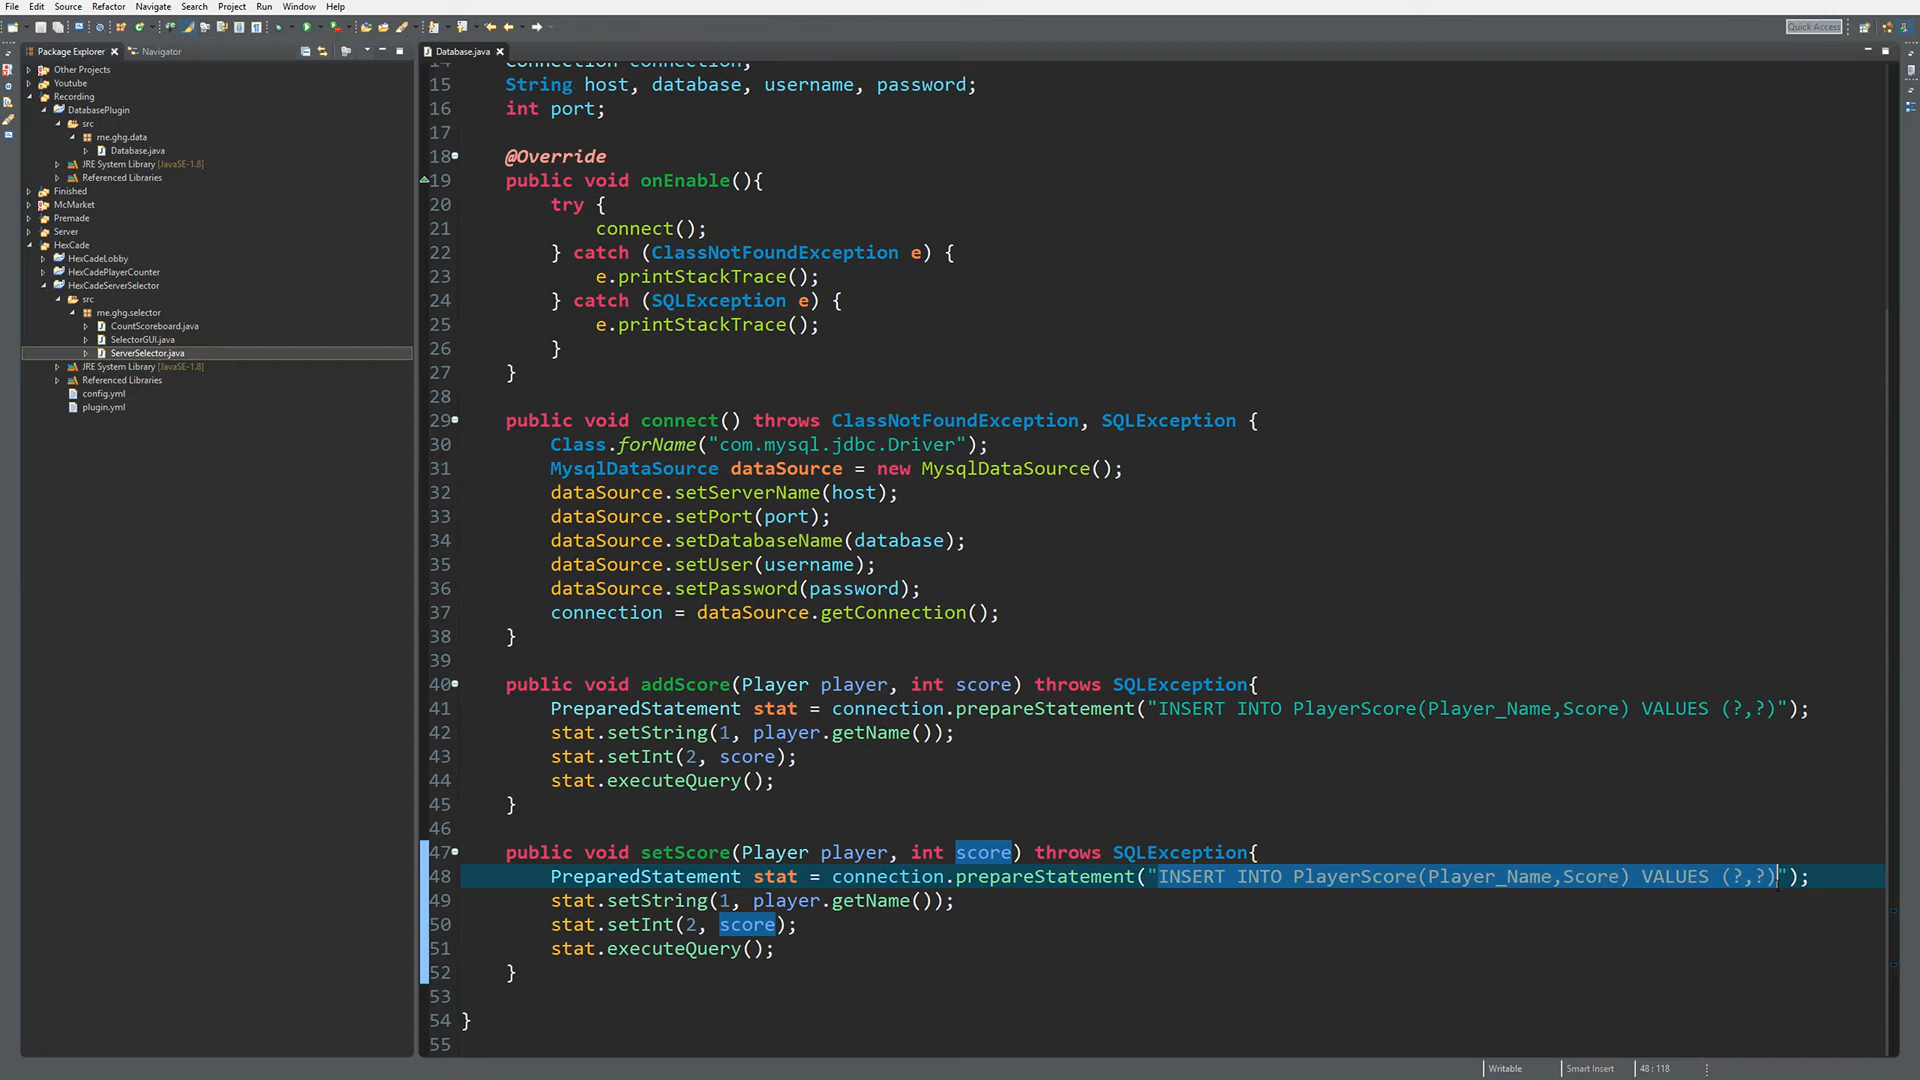 File Edit Source Refactor Navigate Search Project Run Window Help
Quick Access
Package Explorer
Navigator
Other Projects
Youtube
Recording
DatabasePlugin
src
me.ghg.data
Database.java
JRE System Library [JavaSE-1.8]
Referenced Libraries
Finished
McMarket
Premade
Server
HexCade
HexCadeLobby
HexCadePlayerCounter
HexCadeServerSelector
src
me.ghg.selector
CountScoreboard.java
SelectorGUI.java
ServerSelector.java
JRE System Library [JavaSE-1.8]
Referenced Libraries
config.yml
plugin.yml
Database.java
14 Connection connection;
15 String host, database, username, password;
16 int port;
17
18 @Override
19 public void onEnable(){
20 try {
21 connect();
22 } catch (ClassNotFoundException e) {
23 e.printStackTrace();
24 } catch (SQLException e) {
25 e.printStackTrace();
26 }
27 }
28
29 public void connect() throws ClassNotFoundException, SQLException {
30 Class.forName("com.mysql.jdbc.Driver");
31 MysqlDataSource dataSource = new MysqlDataSource();
32 dataSource.setServerName(host);
33 dataSource.setPort(port);
34 dataSource.setDatabaseName(database);
35 dataSource.setUser(username);
36 dataSource.setPassword(password);
37 connection = dataSource.getConnection();
38 }
39
40 public void addScore(Player player, int score) throws SQLException{
41 PreparedStatement stat = connection.prepareStatement("INSERT INTO PlayerScore(Player_Name,Score) VALUES (?,?)");
42 stat.setString(1, player.getName());
43 stat.setInt(2, score);
44 stat.executeQuery();
45 }
46
47 public void setScore(Player player, int score) throws SQLException{
48 PreparedStatement stat = connection.prepareStatement("INSERT INTO PlayerScore(Player_Name,Score) VALUES (?,?)");
49 stat.setString(1, player.getName());
50 stat.setInt(2, score);
51 stat.executeQuery();
52 }
53
54 }
55
Writable Smart Insert 48 : 118